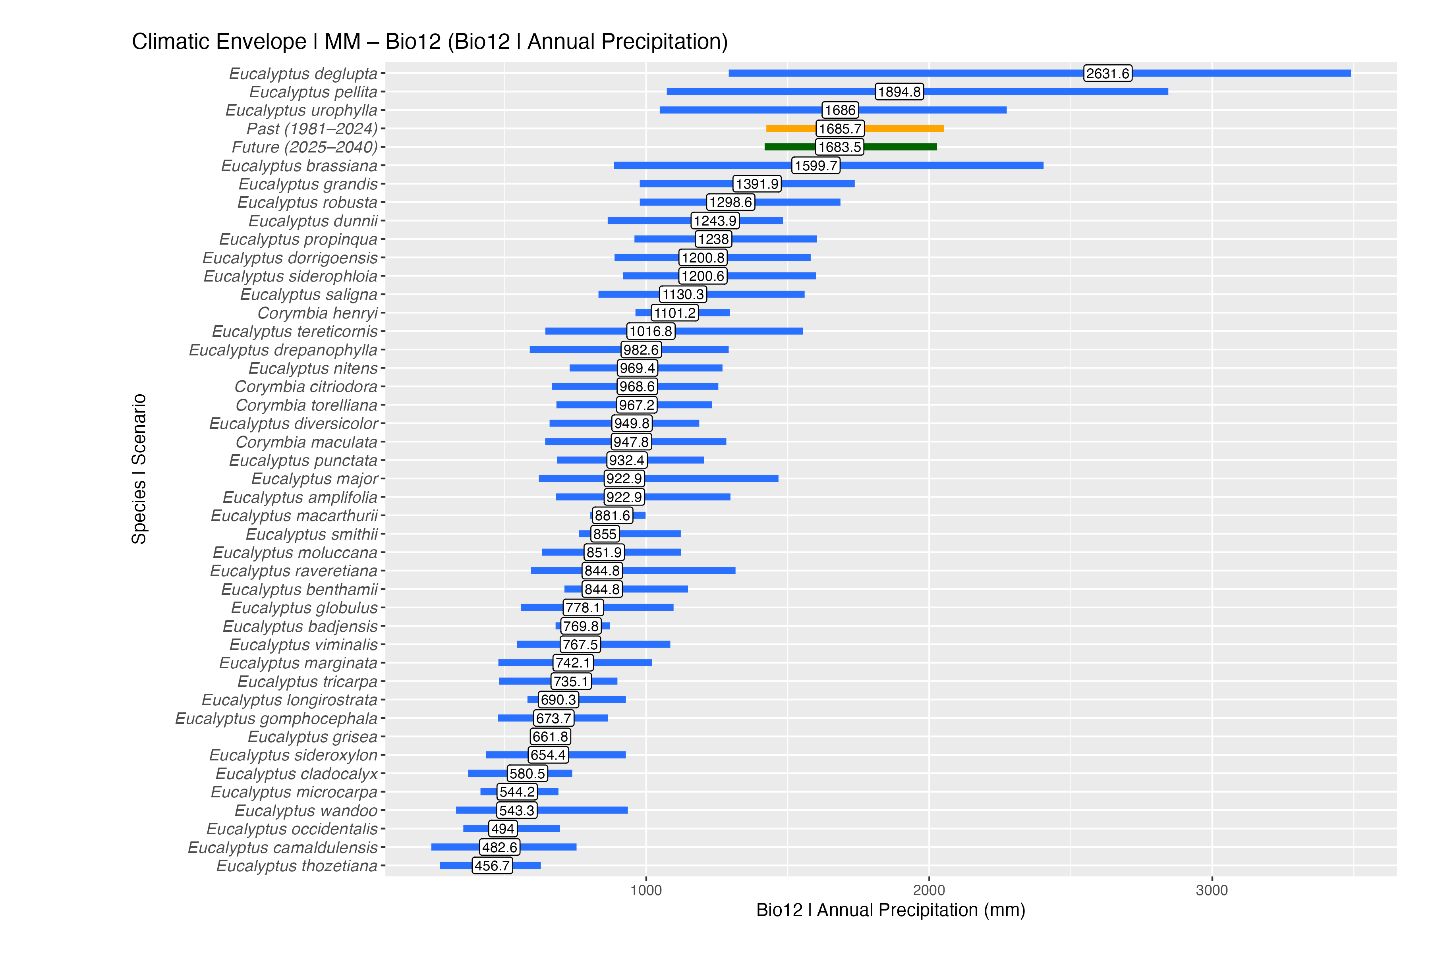 Climatic Envelope | MM – Bio12 (Bio12 | Annual Precipitation)
Species | Scenario
Eucalyptus deglupta 2631.6
Eucalyptus pellita 1894.8
Eucalyptus urophylla 1686
Past (1981–2024) 1685.7
Future (2025–2040) 1683.5
Eucalyptus brassiana 1599.7
Eucalyptus grandis 1391.9
Eucalyptus robusta 1298.6
Eucalyptus dunnii 1243.9
Eucalyptus propinqua 1238
Eucalyptus dorrigoensis 1200.8
Eucalyptus siderophloia 1200.6
Eucalyptus saligna 1130.3
Corymbia henryi 1101.2
Eucalyptus tereticornis 1016.8
Eucalyptus drepanophylla 982.6
Eucalyptus nitens 969.4
Corymbia citriodora 968.6
Corymbia torelliana 967.2
Eucalyptus diversicolor 949.8
Corymbia maculata 947.8
Eucalyptus punctata 932.4
Eucalyptus major 922.9
Eucalyptus amplifolia 922.9
Eucalyptus macarthurii 881.6
Eucalyptus smithii 855
Eucalyptus moluccana 851.9
Eucalyptus raveretiana 844.8
Eucalyptus benthamii 844.8
Eucalyptus globulus 778.1
Eucalyptus badjensis 769.8
Eucalyptus viminalis 767.5
Eucalyptus marginata 742.1
Eucalyptus tricarpa 735.1
Eucalyptus longirostrata 690.3
Eucalyptus gomphocephala 673.7
Eucalyptus grisea 661.8
Eucalyptus sideroxylon 654.4
Eucalyptus cladocalyx 580.5
Eucalyptus microcarpa 544.2
Eucalyptus wandoo 543.3
Eucalyptus occidentalis 494
Eucalyptus camaldulensis 482.6
Eucalyptus thozetiana 456.7
1000 2000 3000
Bio12 | Annual Precipitation (mm)